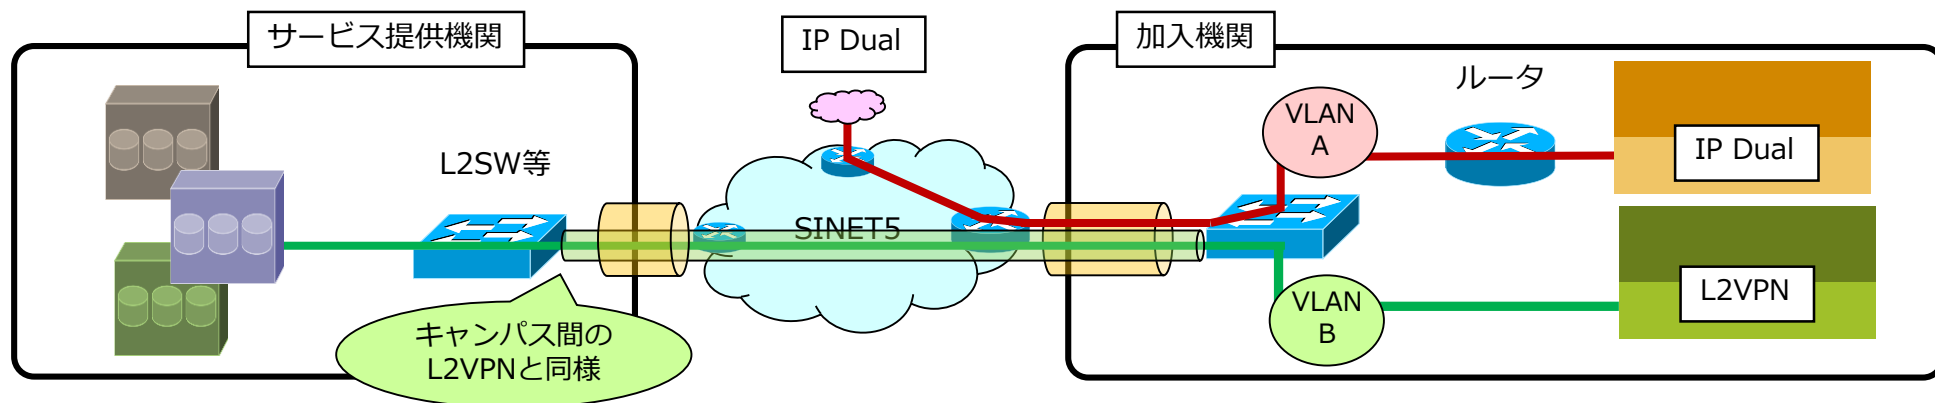 サービス提供機関
IP Dual
加入機関
ルータ
VLAN
A
IP Dual
L2SW等
SINET5
L2VPN
VLAN
B
キャンパス間の
L2VPNと同様